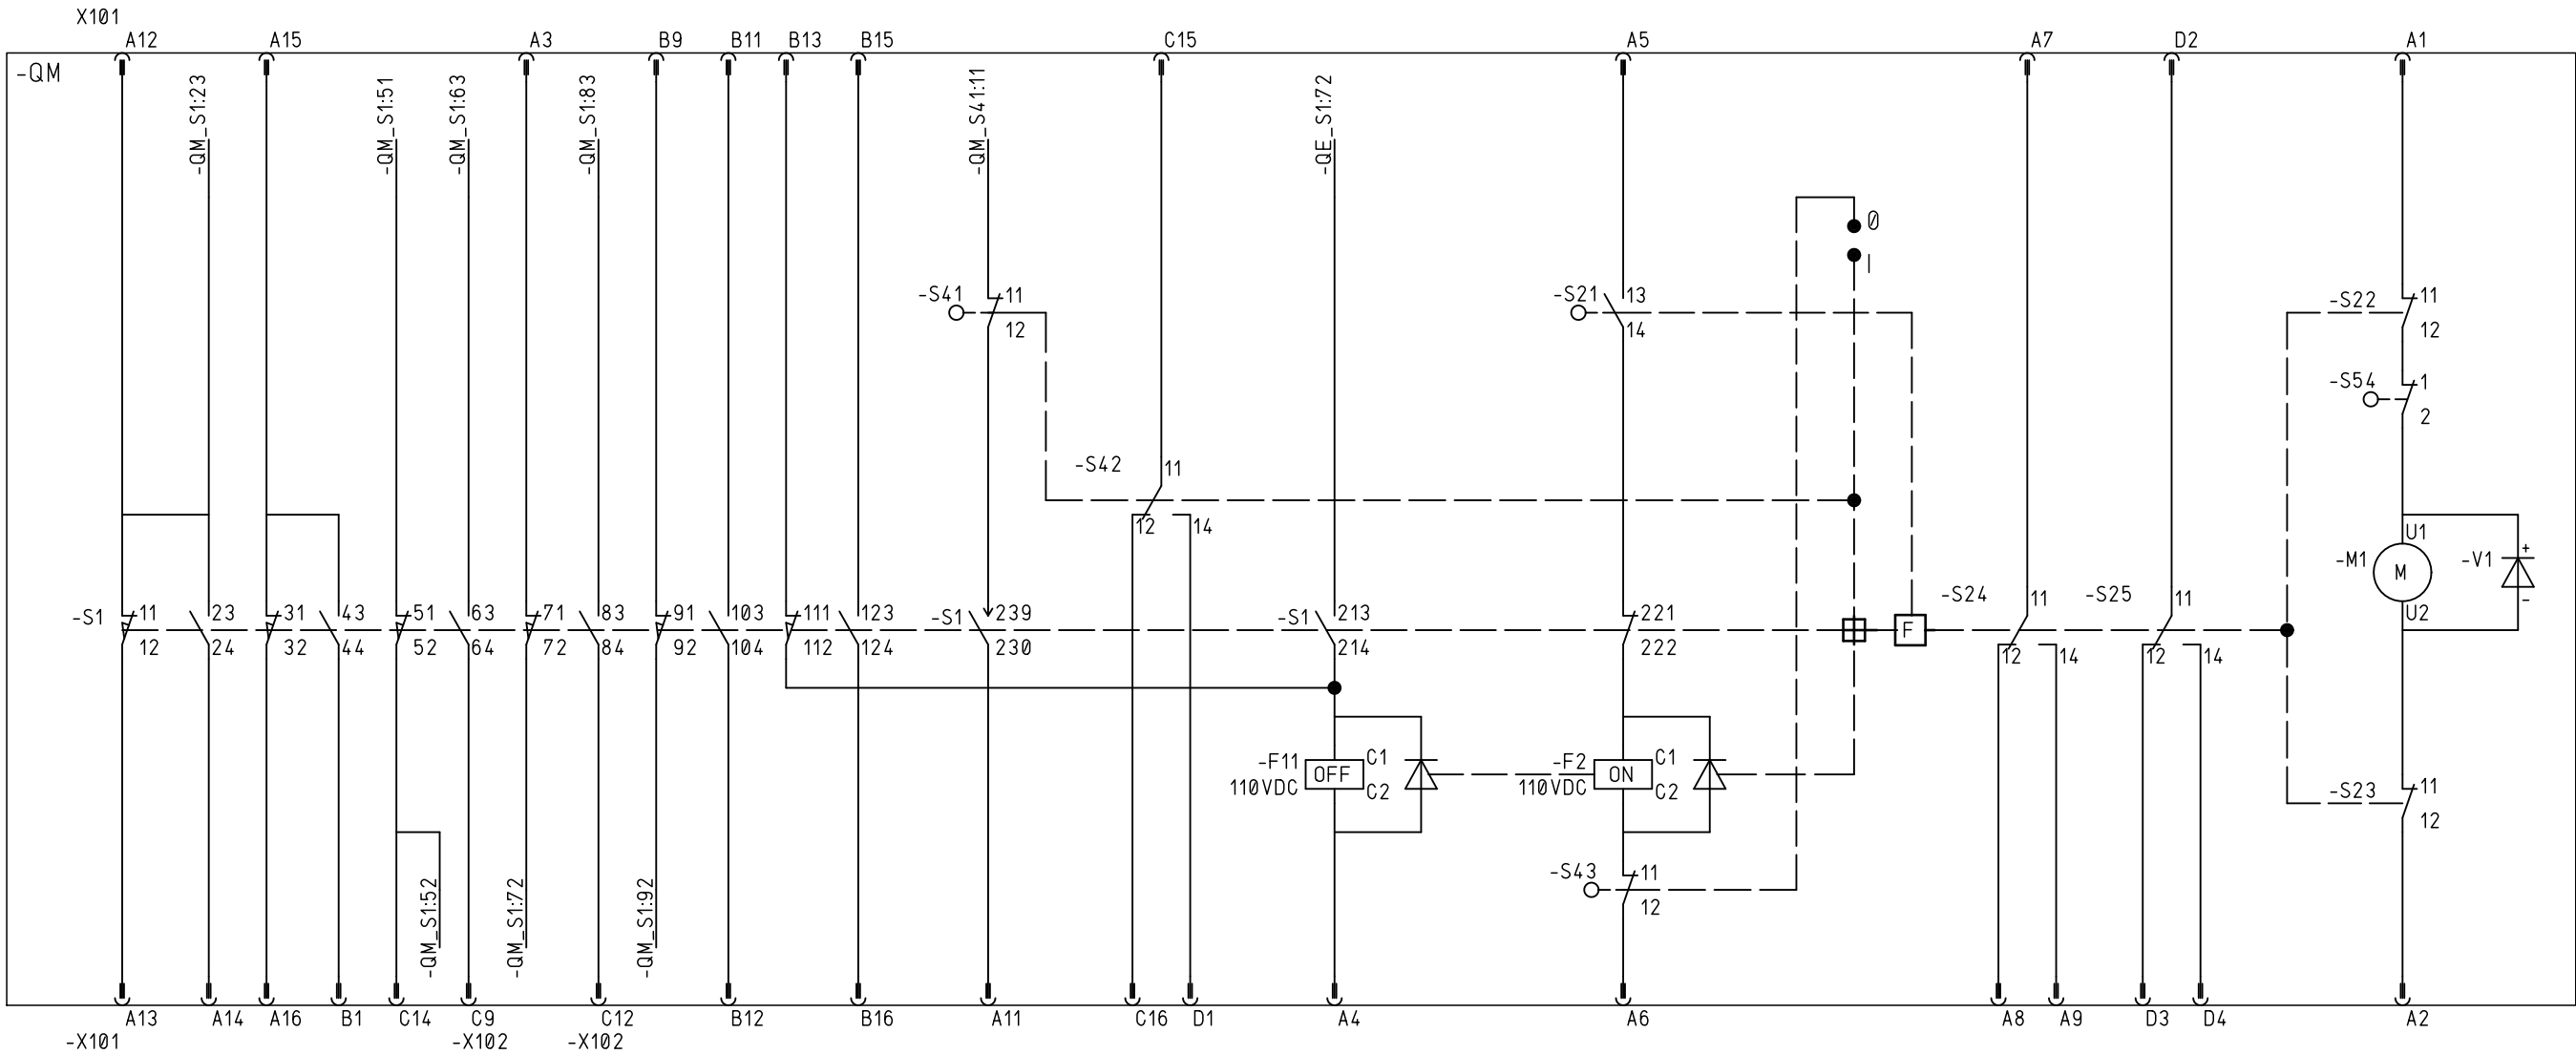 X101
A12 A15 A3 B9 B11 B13 B15 C15 A5 A7 D2 A1
-QM
-QM_S1:23
-QM_S1:51
-QM_S1:63
-QM_S1:83
-QM_S41:11
-QE_S1:72
0
I
-S41 11
12
-S21 13
14
-S22 11
12
-S54 1
2
-S42 11
12 14
U1
-M1 M -V1 +
-
U2
-S24 11
12 14
-S25 11
12 14
-S1 11 23 31 43 51 63 71 83 91 103 111 123 -S1 239 -S1 213 221
12 24 32 44 52 64 72 84 92 104 112 124 230 214 222
F
-F11 OFF C1
110VDC C2
-F2 ON C1
110VDC C2
-S23 11
12
-S43 11
12
-QM_S1:52
-QM_S1:72
-QM_S1:92
A13 A14 A16 B1 C14 C9 C12 B12 B16 A11 C16 D1 A4 A6 A8 A9 D3 D4 A2
-X101 -X102 -X102